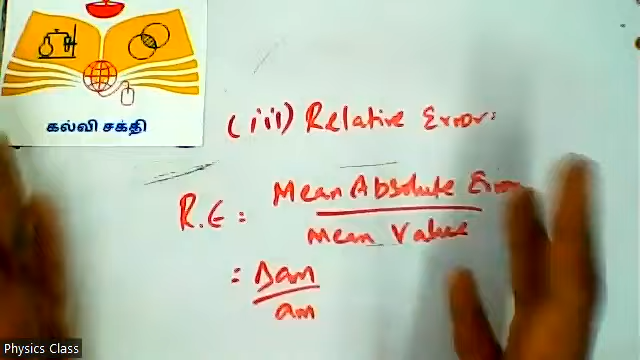 கல்வி சக்தி
(iii) Relative Error:
R.E = Mean Absolute Error
Mean Value
= Δam
am
Physics Class